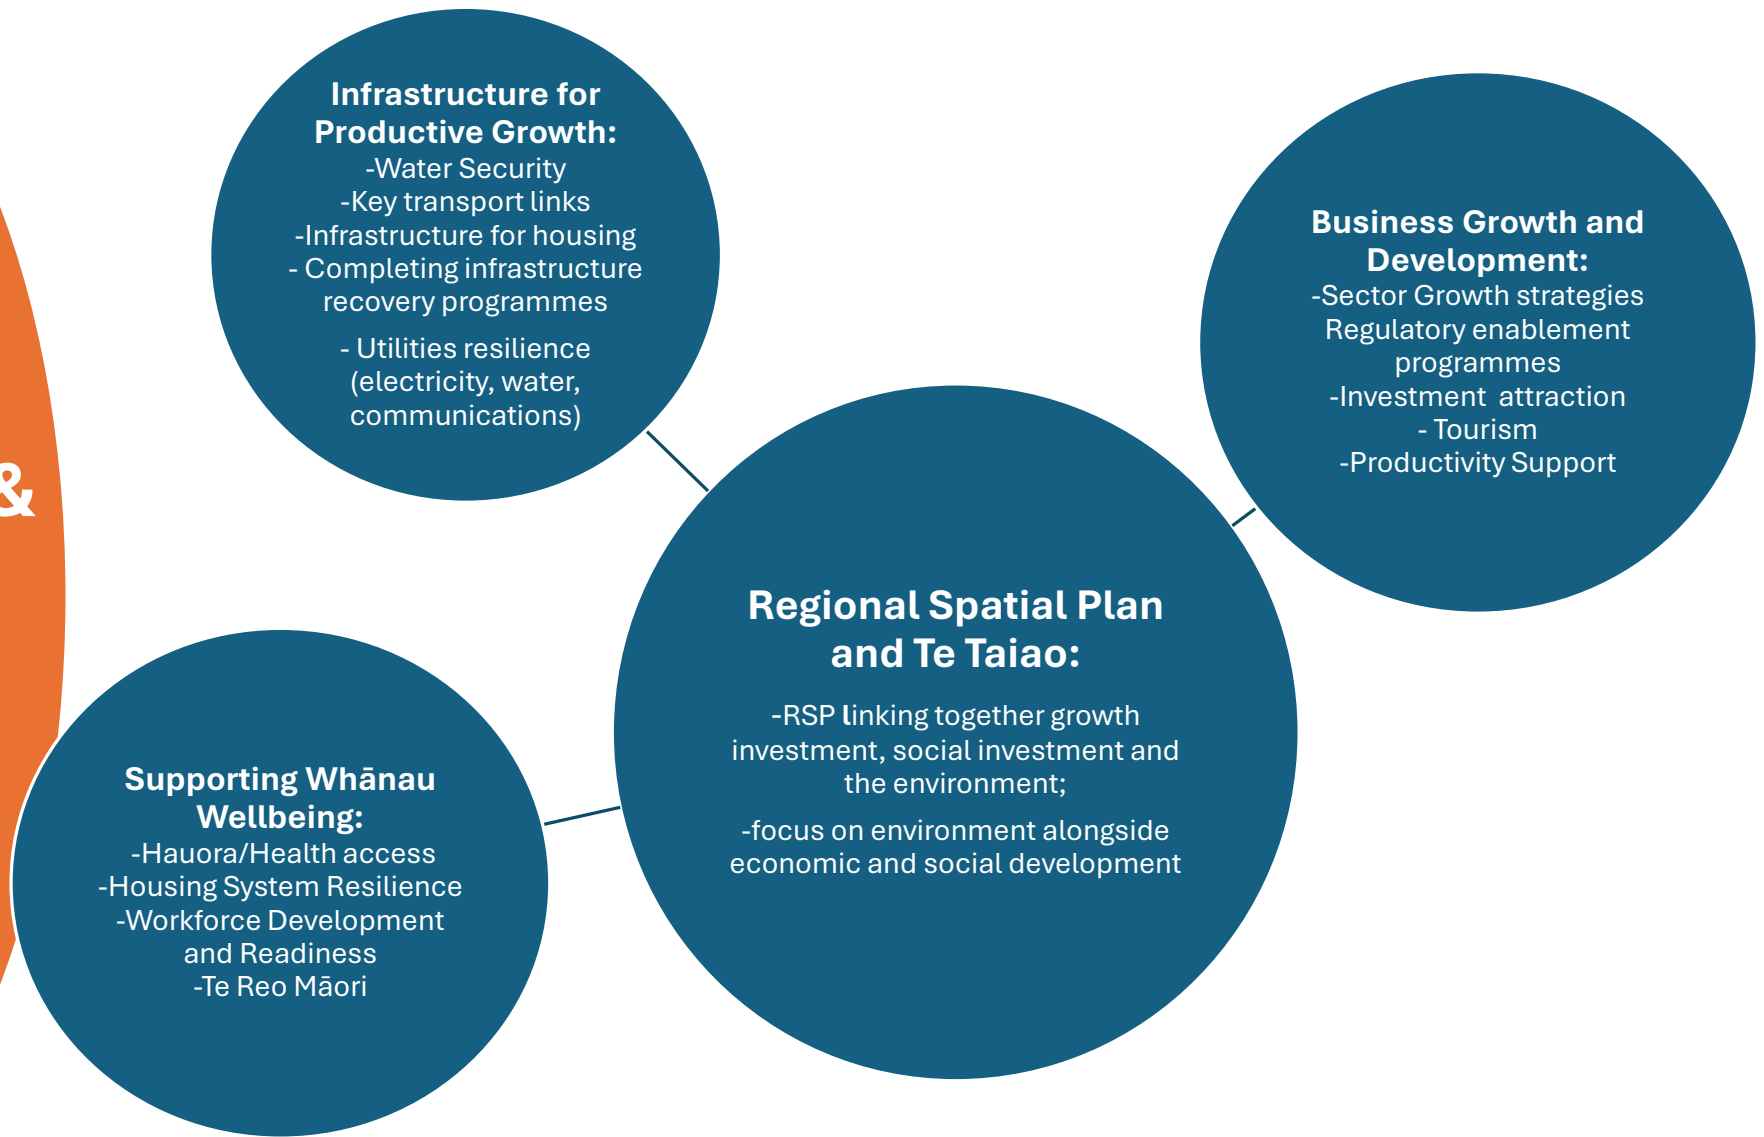 Infrastructure for
Productive Growth:
-Water Security
-Key transport links
-Infrastructure for housing
- Completing infrastructure
recovery programmes
- Utilities resilience
(electricity, water,
communications)
Business Growth and
Development:
-Sector Growth strategies
Regulatory enablement
programmes
-Investment  attraction
- Tourism
-Productivity Support
&
Regional Spatial Plan
and Te Taiao:
-RSP linking together growth
investment, social investment and
the environment;
-focus on environment alongside
economic and social development
Supporting Whānau
Wellbeing:
-Hauora/Health access
-Housing System Resilience
-Workforce Development
and Readiness
-Te Reo Māori